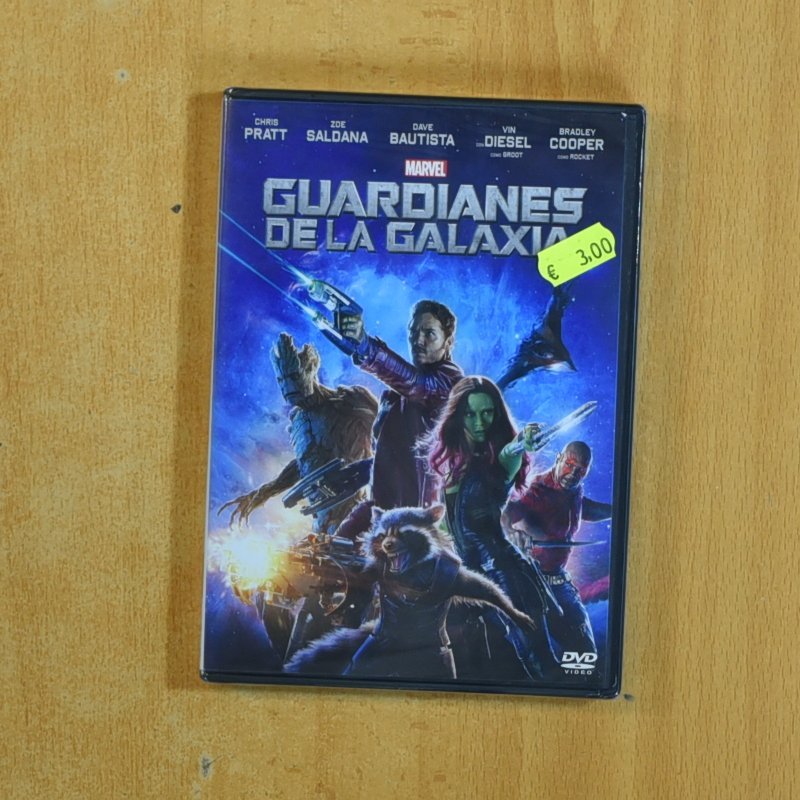 CHRIS PRATT
ZOE SALDANA
DAVE BAUTISTA
VIN CON DIESEL COMO GROOT
BRADLEY COOPER COMO ROCKET
MARVEL
GUARDIANES
DE LA GALAXIA
€ 3,00
DVD
VIDEO